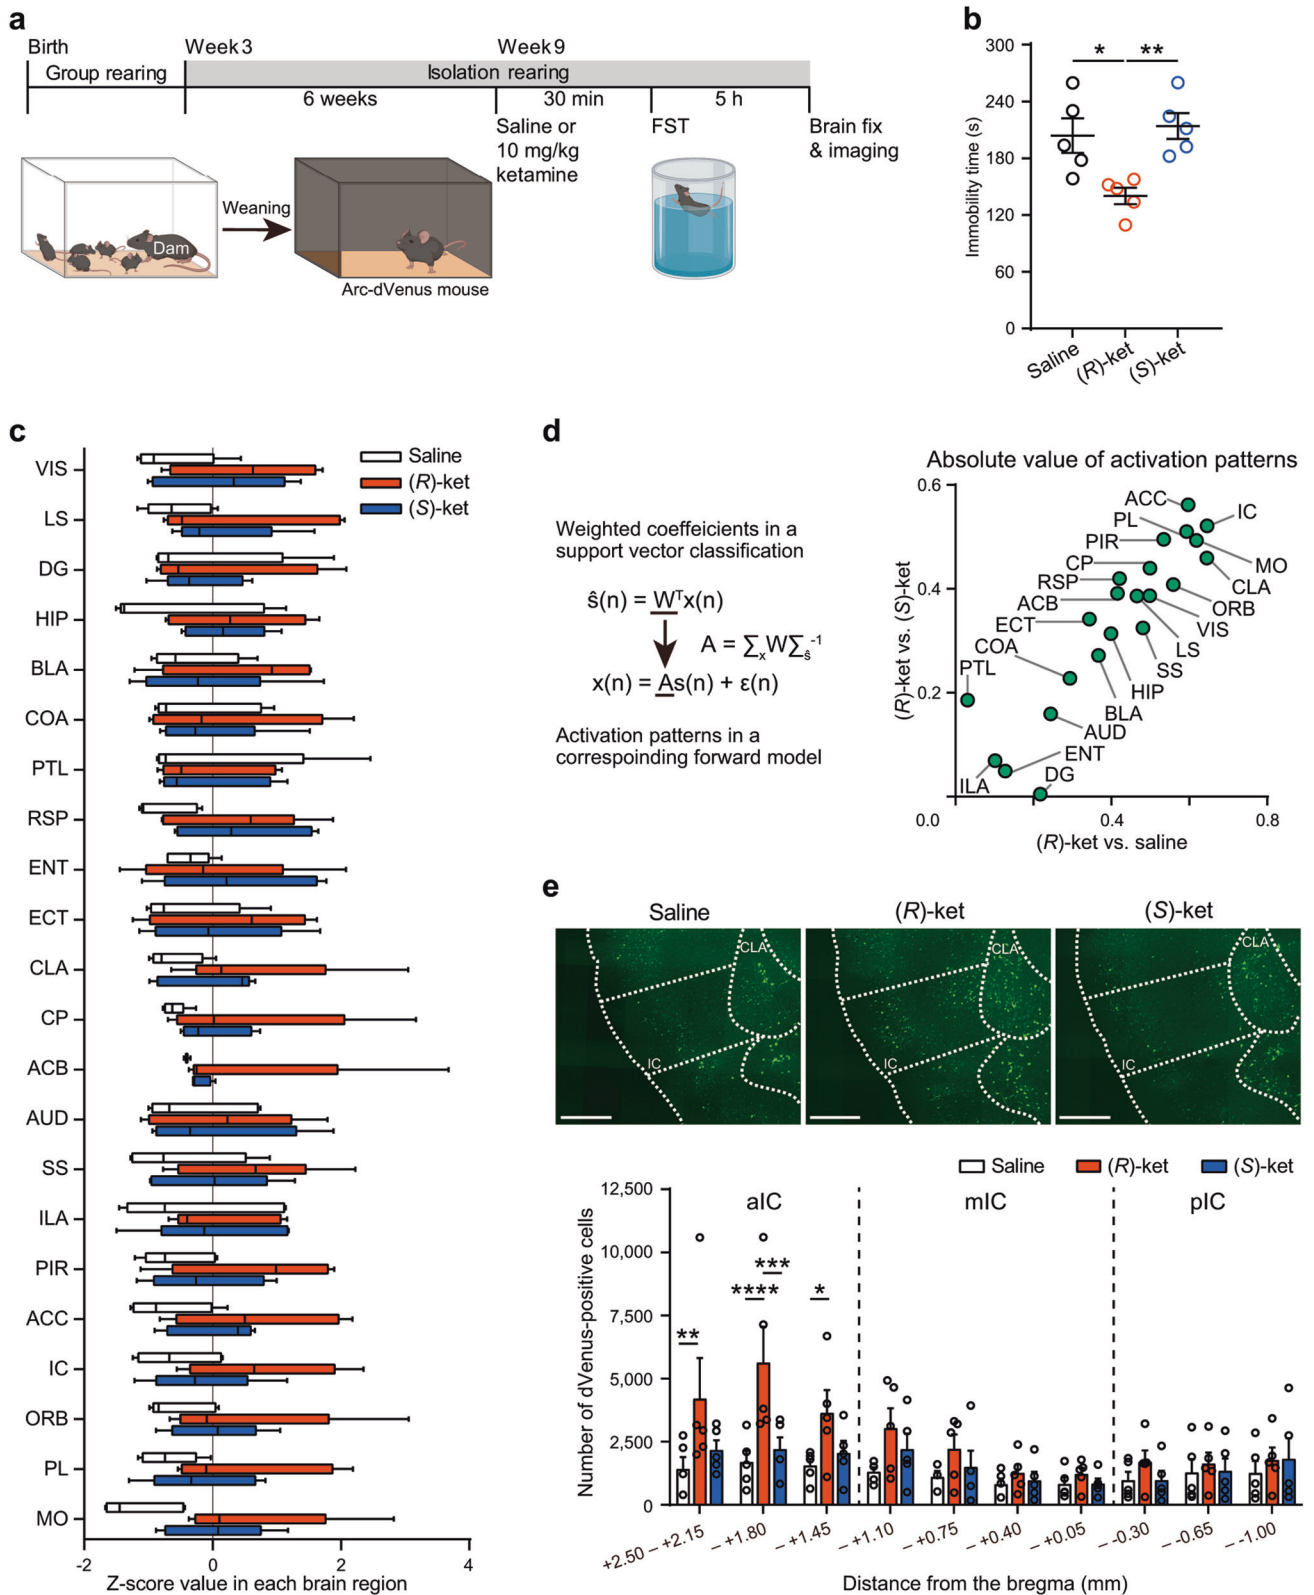 a
Birth
Week 3
Week 9
Group rearing
Isolation rearing
6 weeks
30 min
5 h
Saline or
10 mg/kg
ketamine
FST
Brain fix
& imaging
Weaning
Dam
Arc-dVenus mouse
b
*
**
300
240
180
120
60
0
Immobility time (s)
Saline
(R)-ket
(S)-ket
c
Saline
(R)-ket
(S)-ket
VIS
LS
DG
HIP
BLA
COA
PTL
RSP
ENT
ECT
CLA
CP
ACB
AUD
SS
ILA
PIR
ACC
IC
ORB
PL
MO
-2
0
2
4
Z-score value in each brain region
d
Weighted coeffeicients in a
support vector classification
ŝ(n) = Wᵀx(n)
A = ∑ₓW∑ŝ⁻¹
x(n) = As(n) + ε(n)
Activation patterns in a
correspoinding forward model
Absolute value of activation patterns
0.6
0.4
0.2
(R)-ket vs. (S)-ket
ACC
IC
PL
PIR
MO
CP
CLA
RSP
ORB
ACB
VIS
ECT
LS
COA
SS
PTL
HIP
BLA
AUD
ENT
ILA
DG
0.0
0.4
0.8
(R)-ket vs. saline
e
Saline
(R)-ket
(S)-ket
CLA
CLA
CLA
IC
IC
IC
Saline
(R)-ket
(S)-ket
12,500
10,000
7,500
5,000
2,500
0
Number of dVenus-positive cells
aIC
mIC
pIC
**
****
***
*
+2.50 – +2.15
– +1.80
– +1.45
– +1.10
– +0.75
– +0.40
– +0.05
– -0.30
– -0.65
– -1.00
Distance from the bregma (mm)